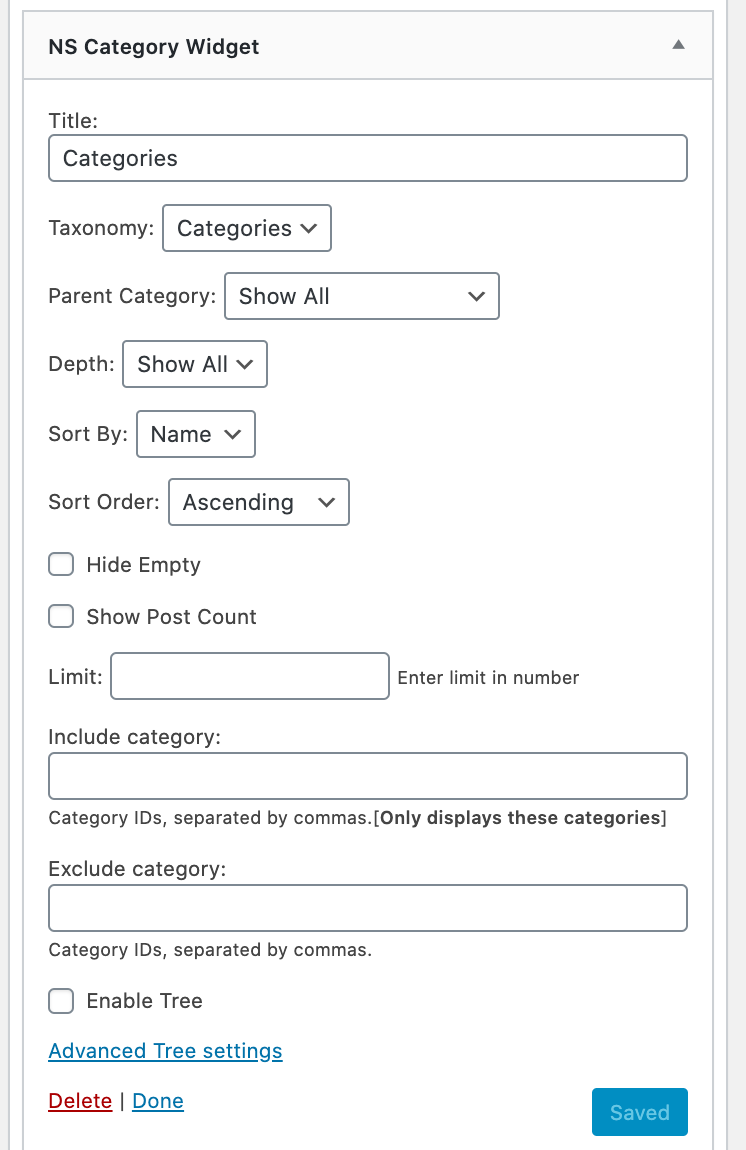 NS Category Widget
Title:
Categories
Taxonomy: Categories
Parent Category: Show All
Depth: Show All
Sort By: Name
Sort Order: Ascending
Hide Empty
Show Post Count
Limit: Enter limit in number
Include category:
Category IDs, separated by commas.[Only displays these categories]
Exclude category:
Category IDs, separated by commas.
Enable Tree
Advanced Tree settings
Delete | Done Saved